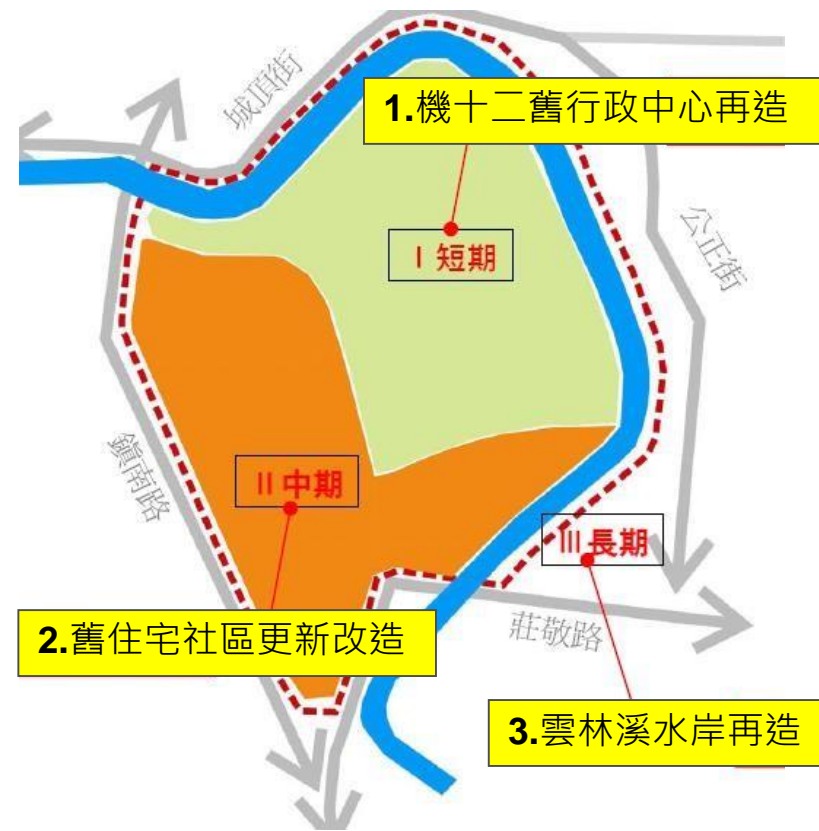 城頂街
1.機十二舊行政中心再造
公正街
I 短期
鎮南路
II 中期
III 長期
2.舊住宅社區更新改造
莊敬路
3.雲林溪水岸再造